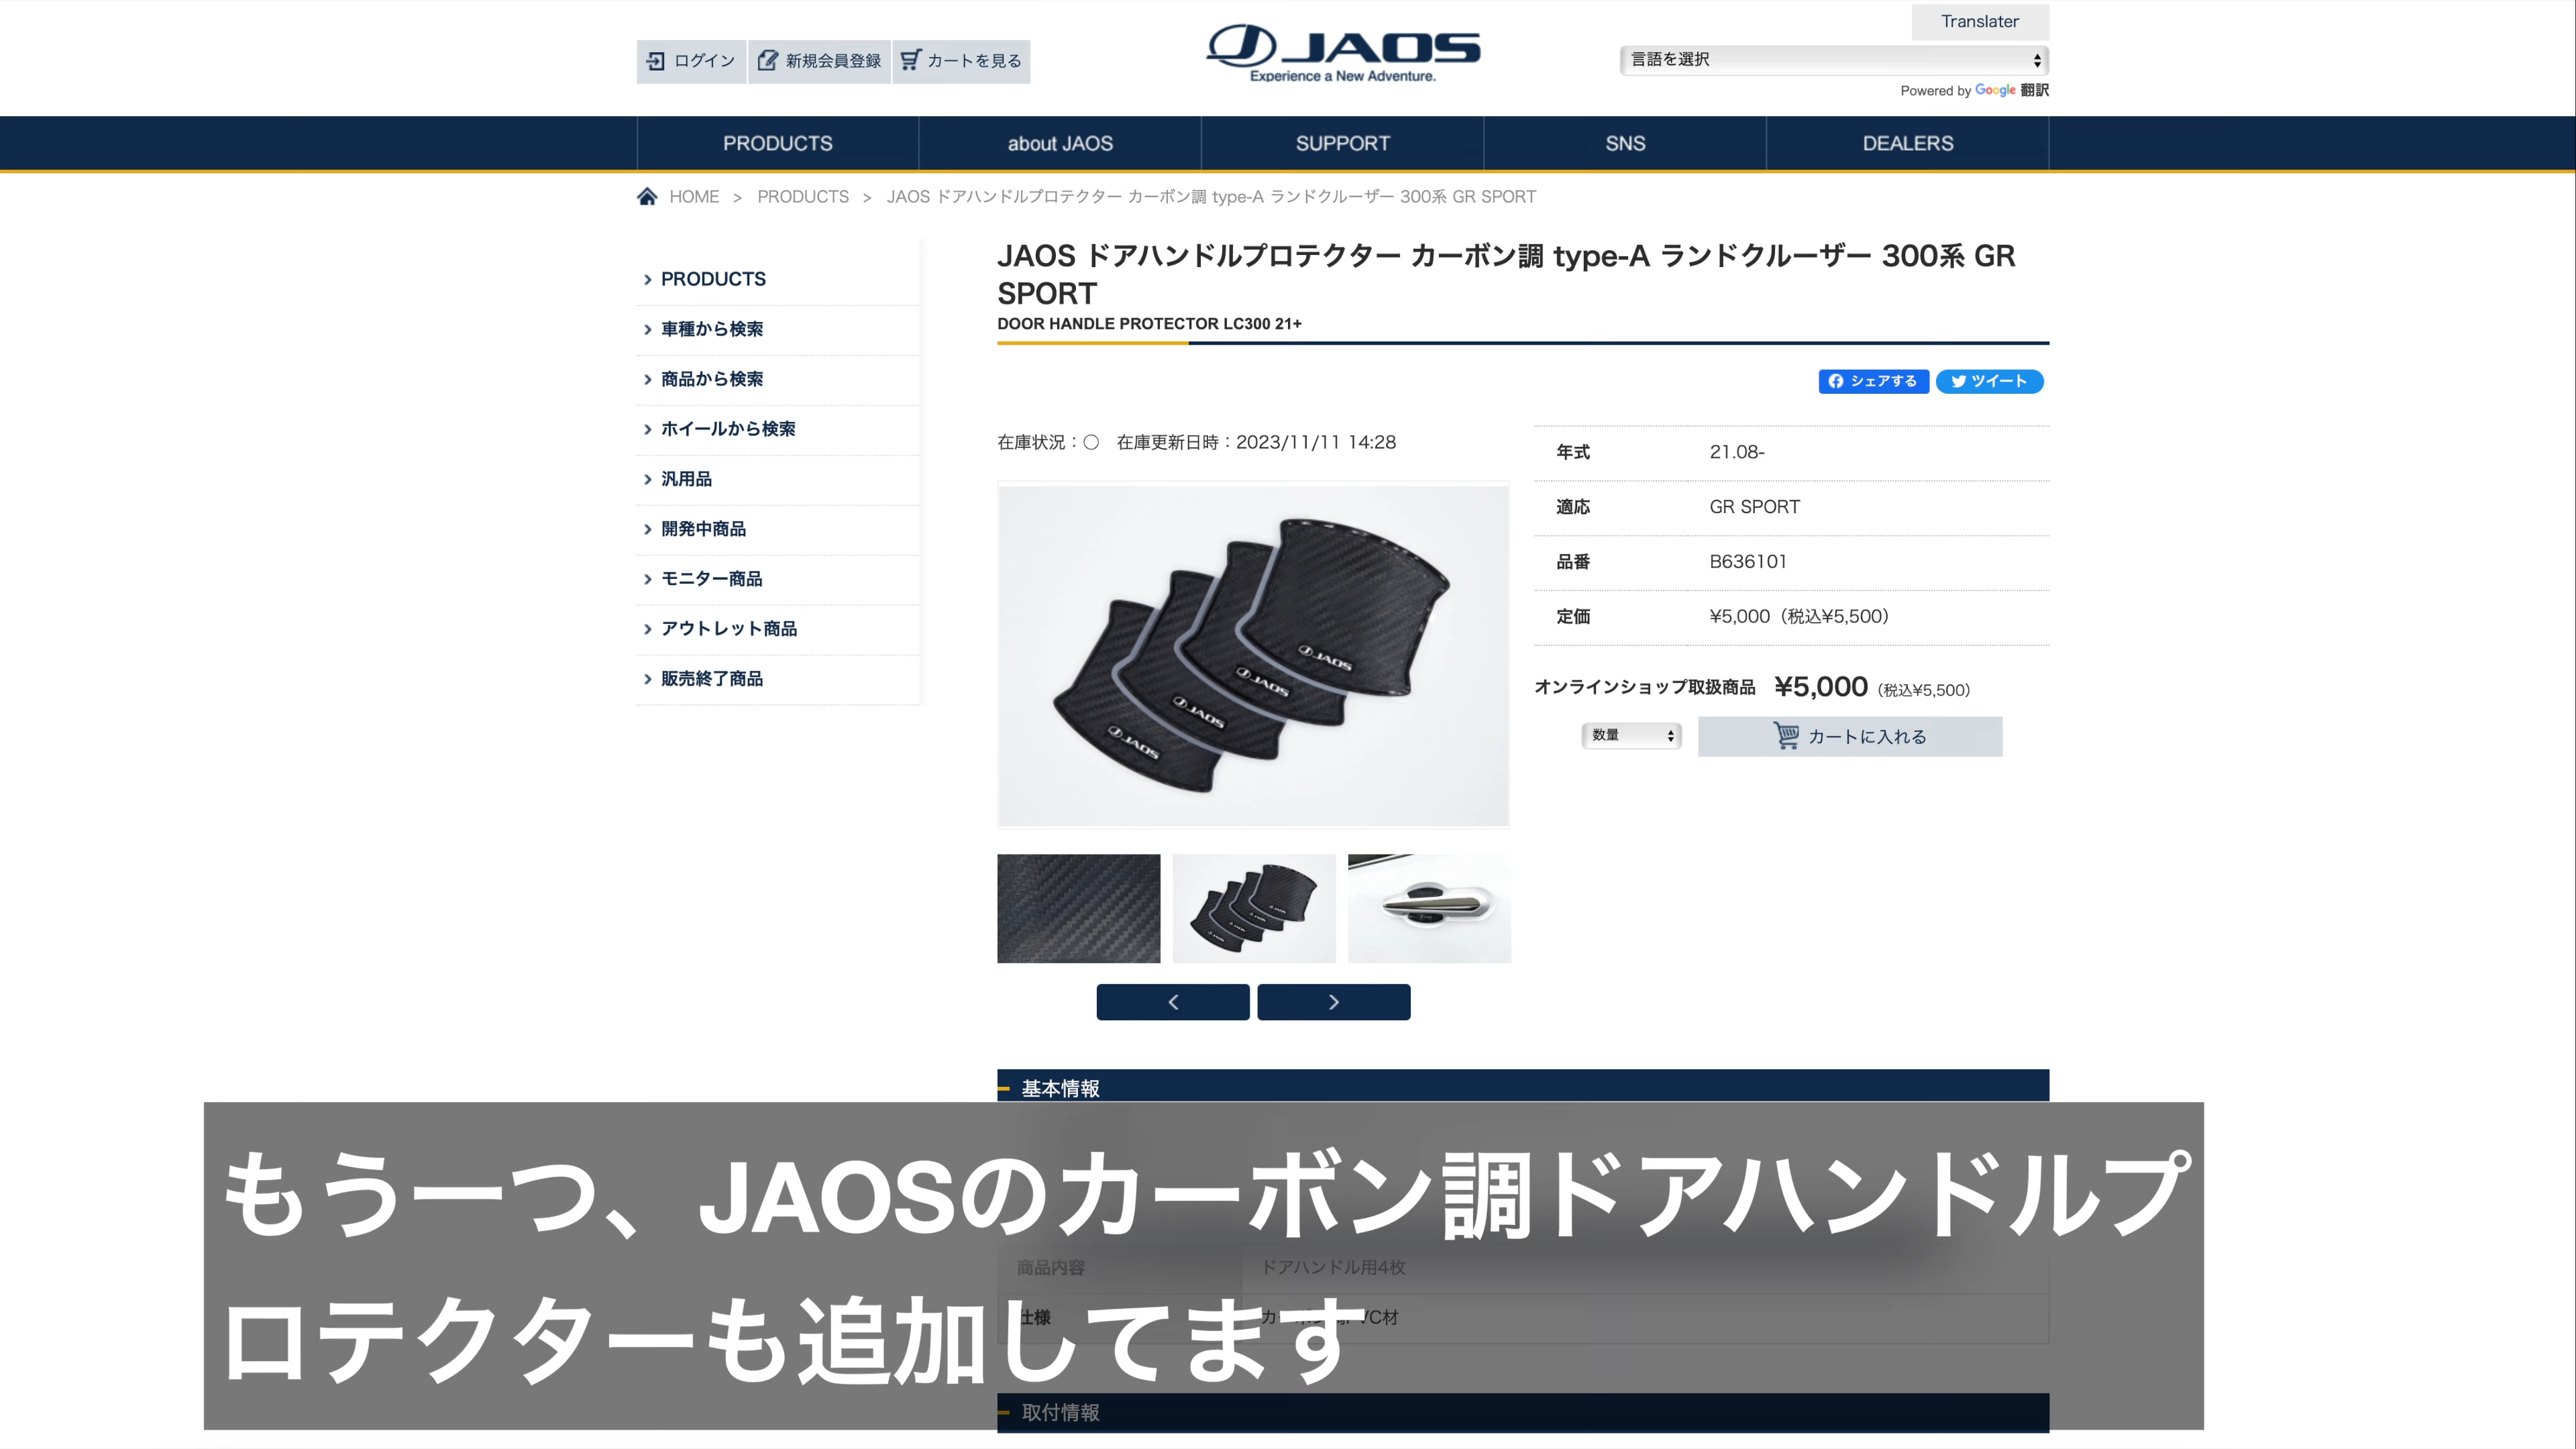 Translater
ログイン
新規会員登録
カートを見る
JAOS
Experience a New Adventure.
言語を選択
Powered by Google 翻訳
PRODUCTS
about JAOS
SUPPORT
SNS
DEALERS
HOME > PRODUCTS > JAOS ドアハンドルプロテクター カーボン調 type-A ランドクルーザー 300系 GR SPORT
PRODUCTS
車種から検索
商品から検索
ホイールから検索
汎用品
開発中商品
モニター商品
アウトレット商品
販売終了商品
JAOS ドアハンドルプロテクター カーボン調 type-A ランドクルーザー 300系 GR
SPORT
DOOR HANDLE PROTECTOR LC300 21+
シェアする
ツイート
在庫状況：○　在庫更新日時：2023/11/11 14:28
JAOS
JAOS
JAOS
JAOS
年式 21.08-
適応 GR SPORT
品番 B636101
定価 ¥5,000（税込¥5,500）
オンラインショップ取扱商品 ¥5,000（税込¥5,500）
数量
カートに入れる
基本情報
商品内容 ドアハンドル用4枚
仕様
もう一つ、JAOSのカーボン調ドアハンドルプ
ロテクターも追加してます
取付情報